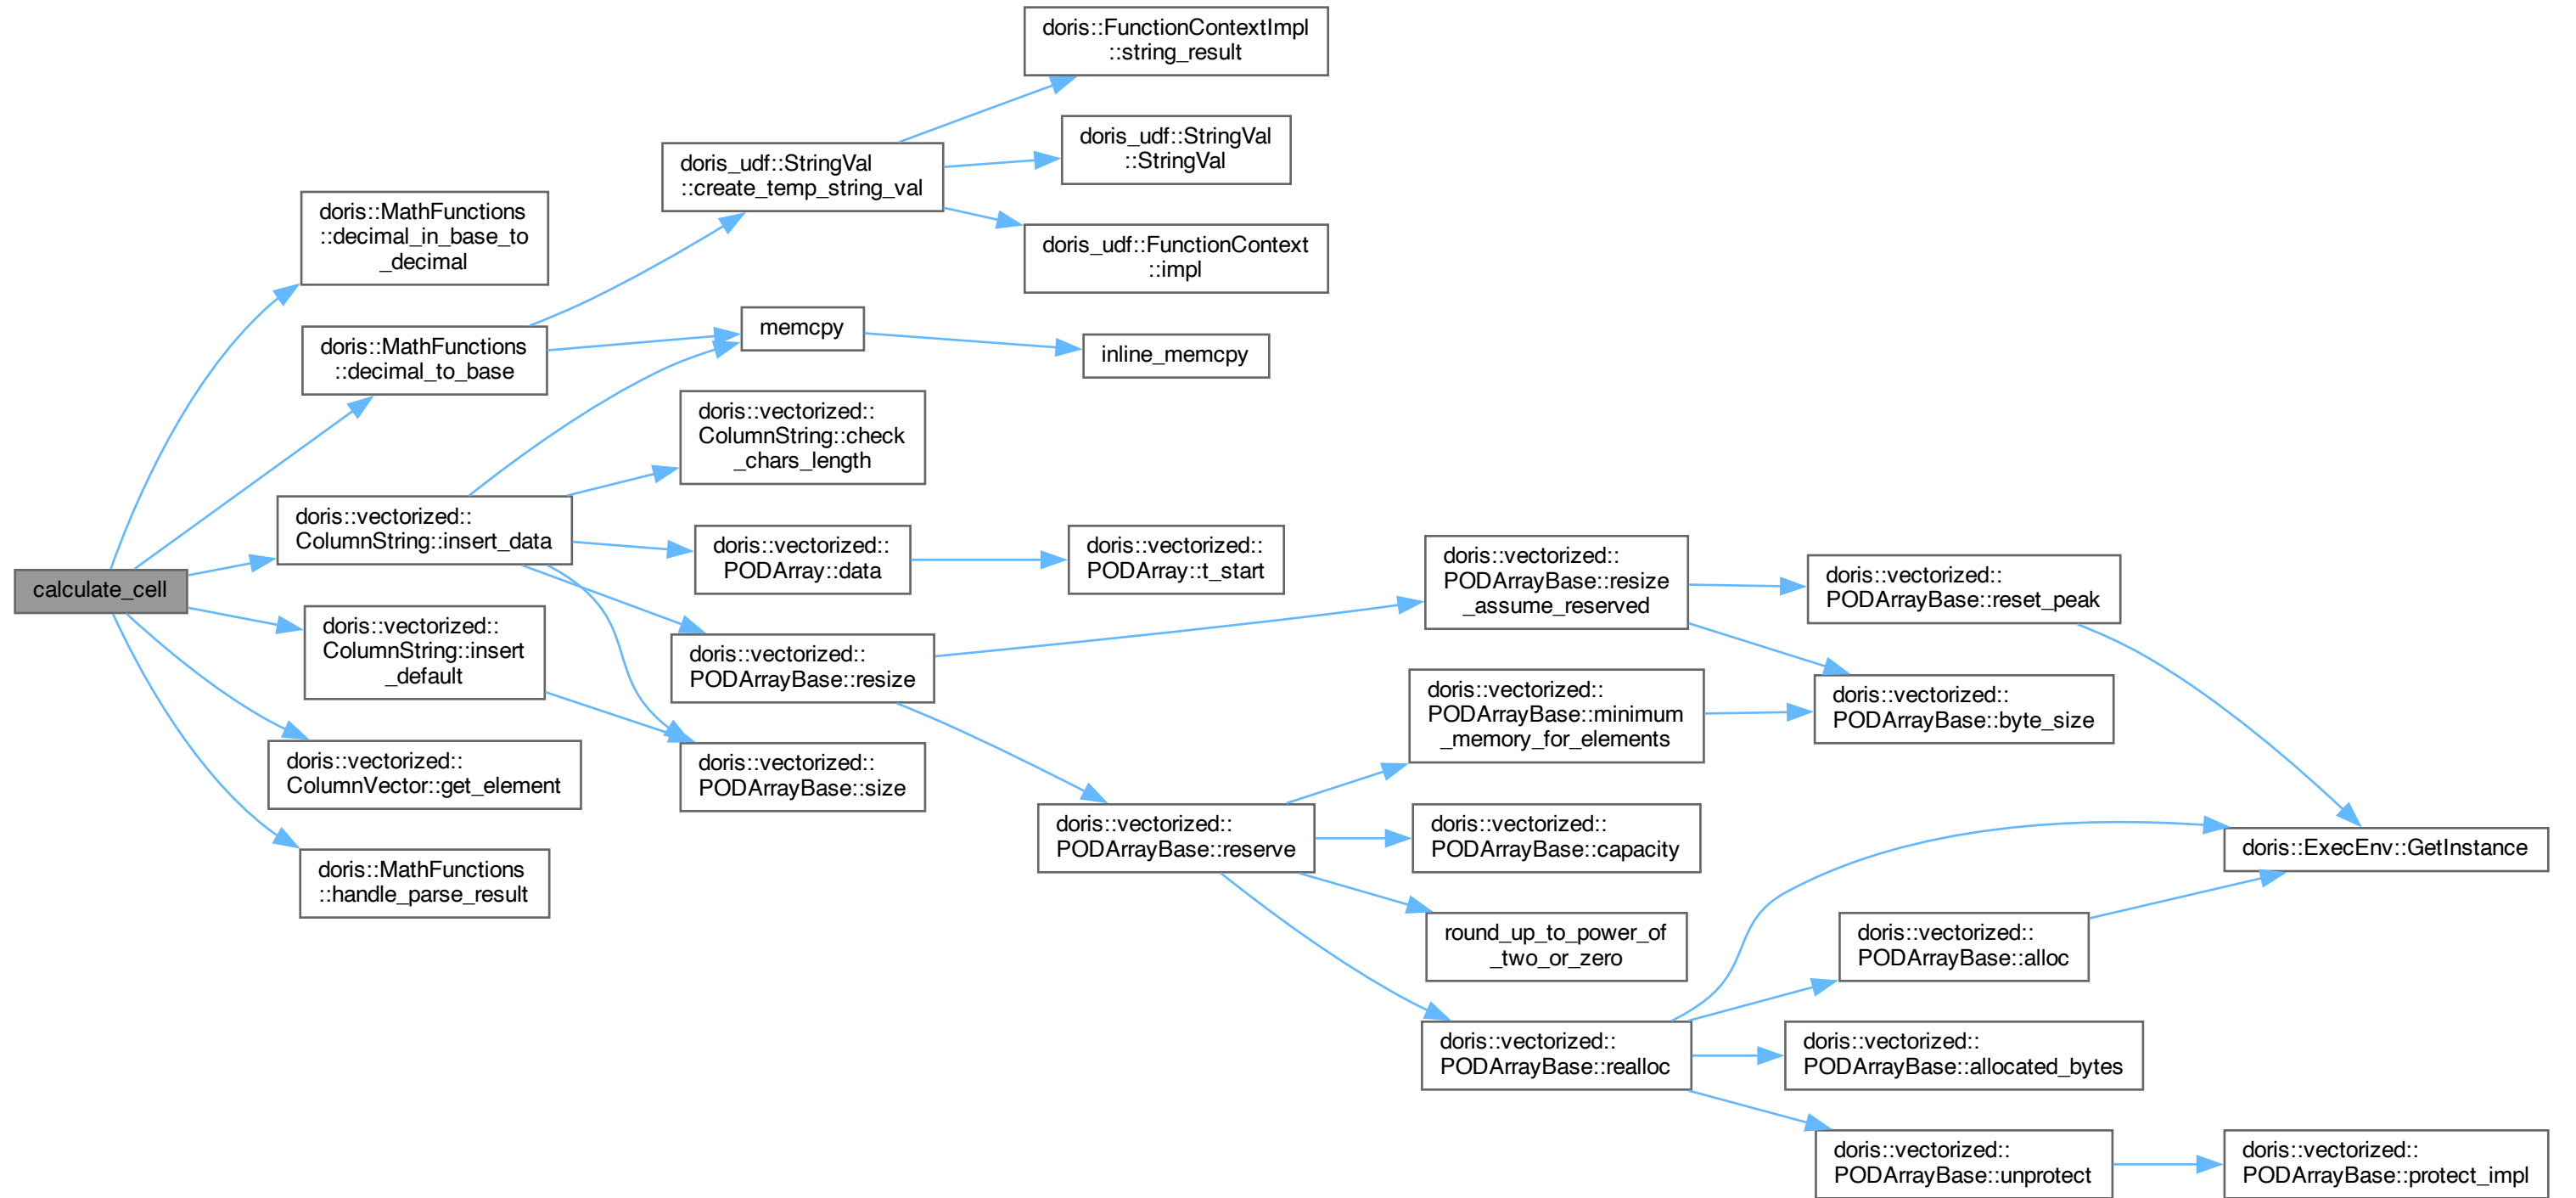 doris::FunctionContextImpl
::string_result
doris_udf::StringVal
::StringVal
doris_udf::StringVal
::create_temp_string_val
doris::MathFunctions
::decimal_in_base_to
_decimal
doris_udf::FunctionContext
::impl
memcpy
doris::MathFunctions
::decimal_to_base
inline_memcpy
doris::vectorized::
ColumnString::check
_chars_length
doris::vectorized::
ColumnString::insert_data
doris::vectorized::
PODArray::data
doris::vectorized::
PODArray::t_start
doris::vectorized::
PODArrayBase::resize
_assume_reserved
doris::vectorized::
PODArrayBase::reset_peak
calculate_cell
doris::vectorized::
ColumnString::insert
_default
doris::vectorized::
PODArrayBase::resize
doris::vectorized::
PODArrayBase::minimum
_memory_for_elements
doris::vectorized::
PODArrayBase::byte_size
doris::vectorized::
ColumnVector::get_element
doris::vectorized::
PODArrayBase::size
doris::vectorized::
PODArrayBase::reserve
doris::vectorized::
PODArrayBase::capacity
doris::ExecEnv::GetInstance
doris::MathFunctions
::handle_parse_result
round_up_to_power_of
_two_or_zero
doris::vectorized::
PODArrayBase::alloc
doris::vectorized::
PODArrayBase::realloc
doris::vectorized::
PODArrayBase::allocated_bytes
doris::vectorized::
PODArrayBase::unprotect
doris::vectorized::
PODArrayBase::protect_impl